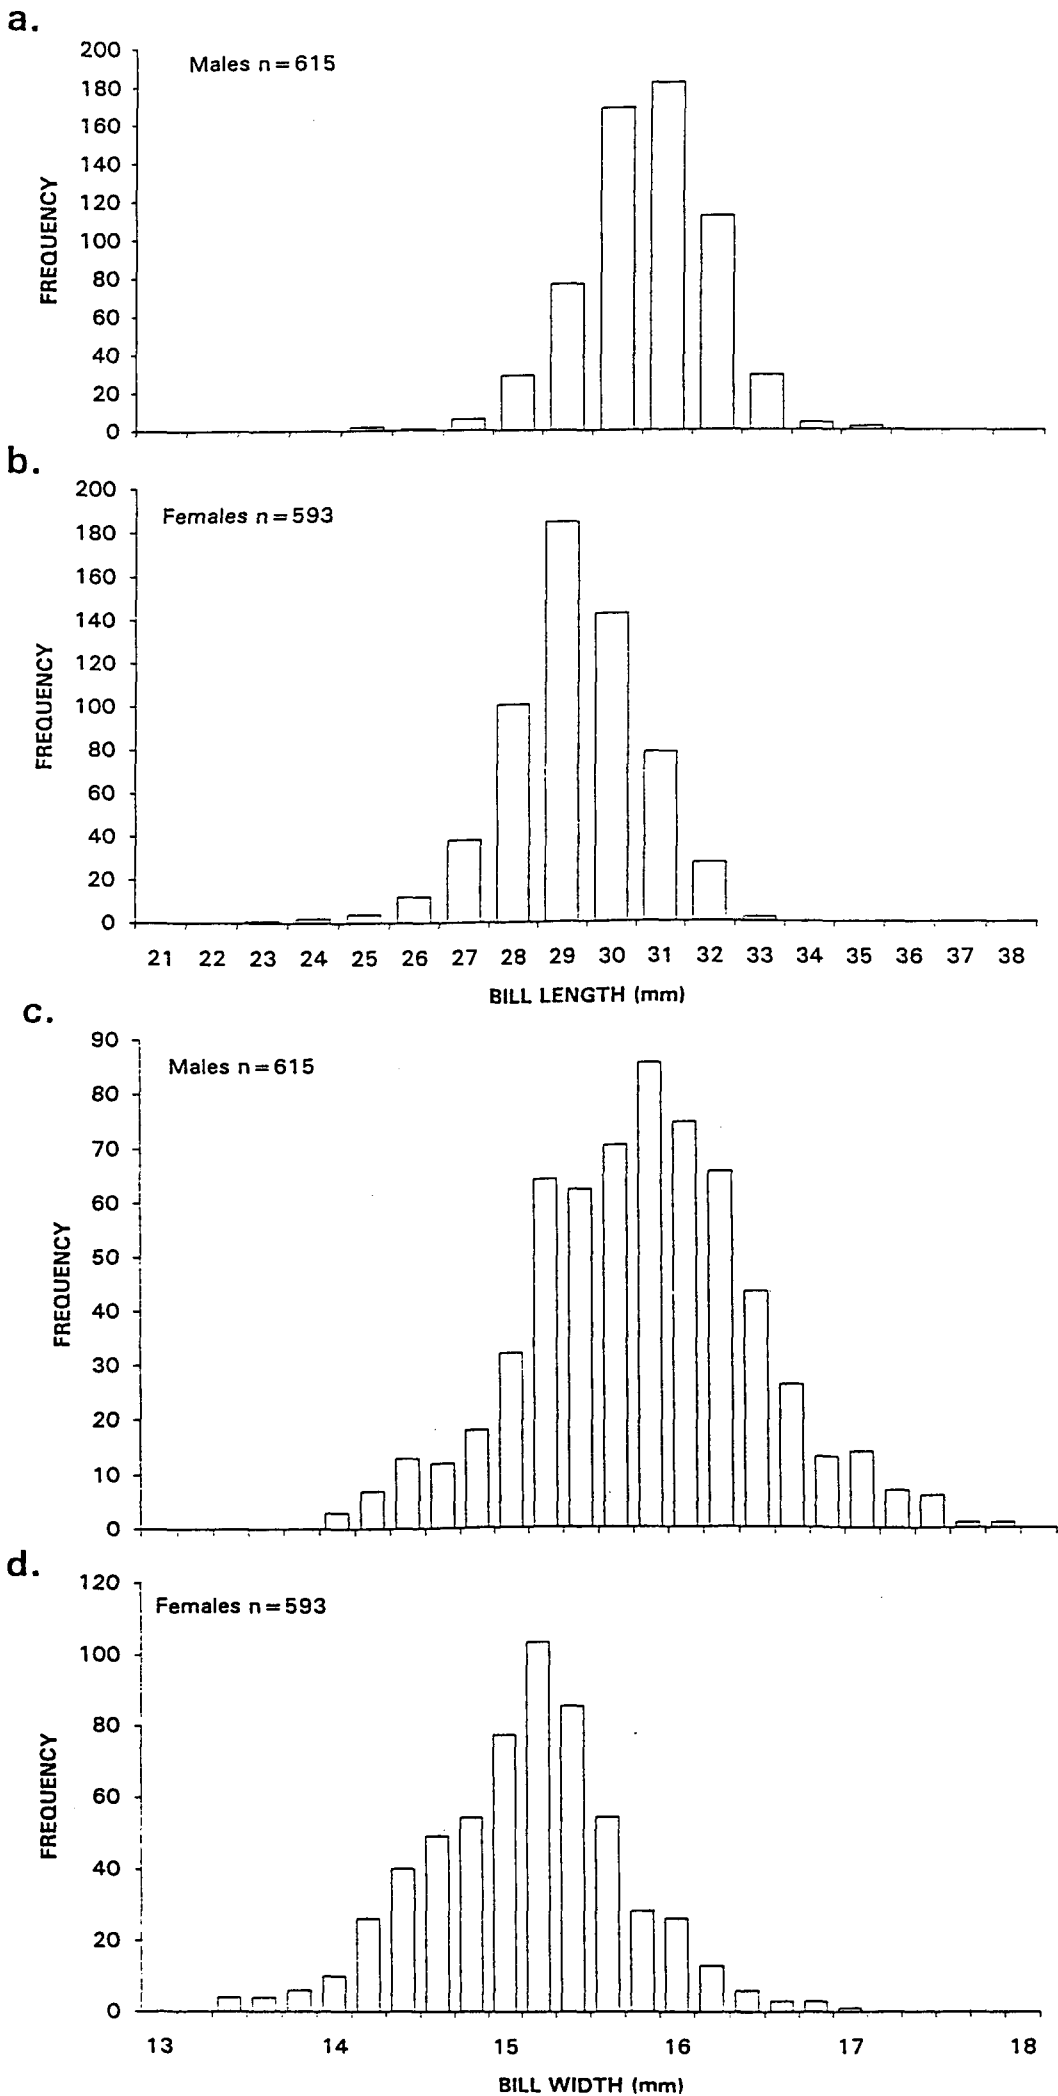 a.
200
Males n=615
180
160
140
120
100
80
60
40
20
0
FREQUENCY
b.
200
Females n=593
180
160
140
120
100
80
60
40
20
0
FREQUENCY
21 22 23 24 25 26 27 28 29 30 31 32 33 34 35 36 37 38
BILL LENGTH (mm)
c.
90
Males n=615
80
70
60
50
40
30
20
10
0
FREQUENCY
d.
120
Females n=593
100
80
60
40
20
0
FREQUENCY
13 14 15 16 17 18
BILL WIDTH (mm)